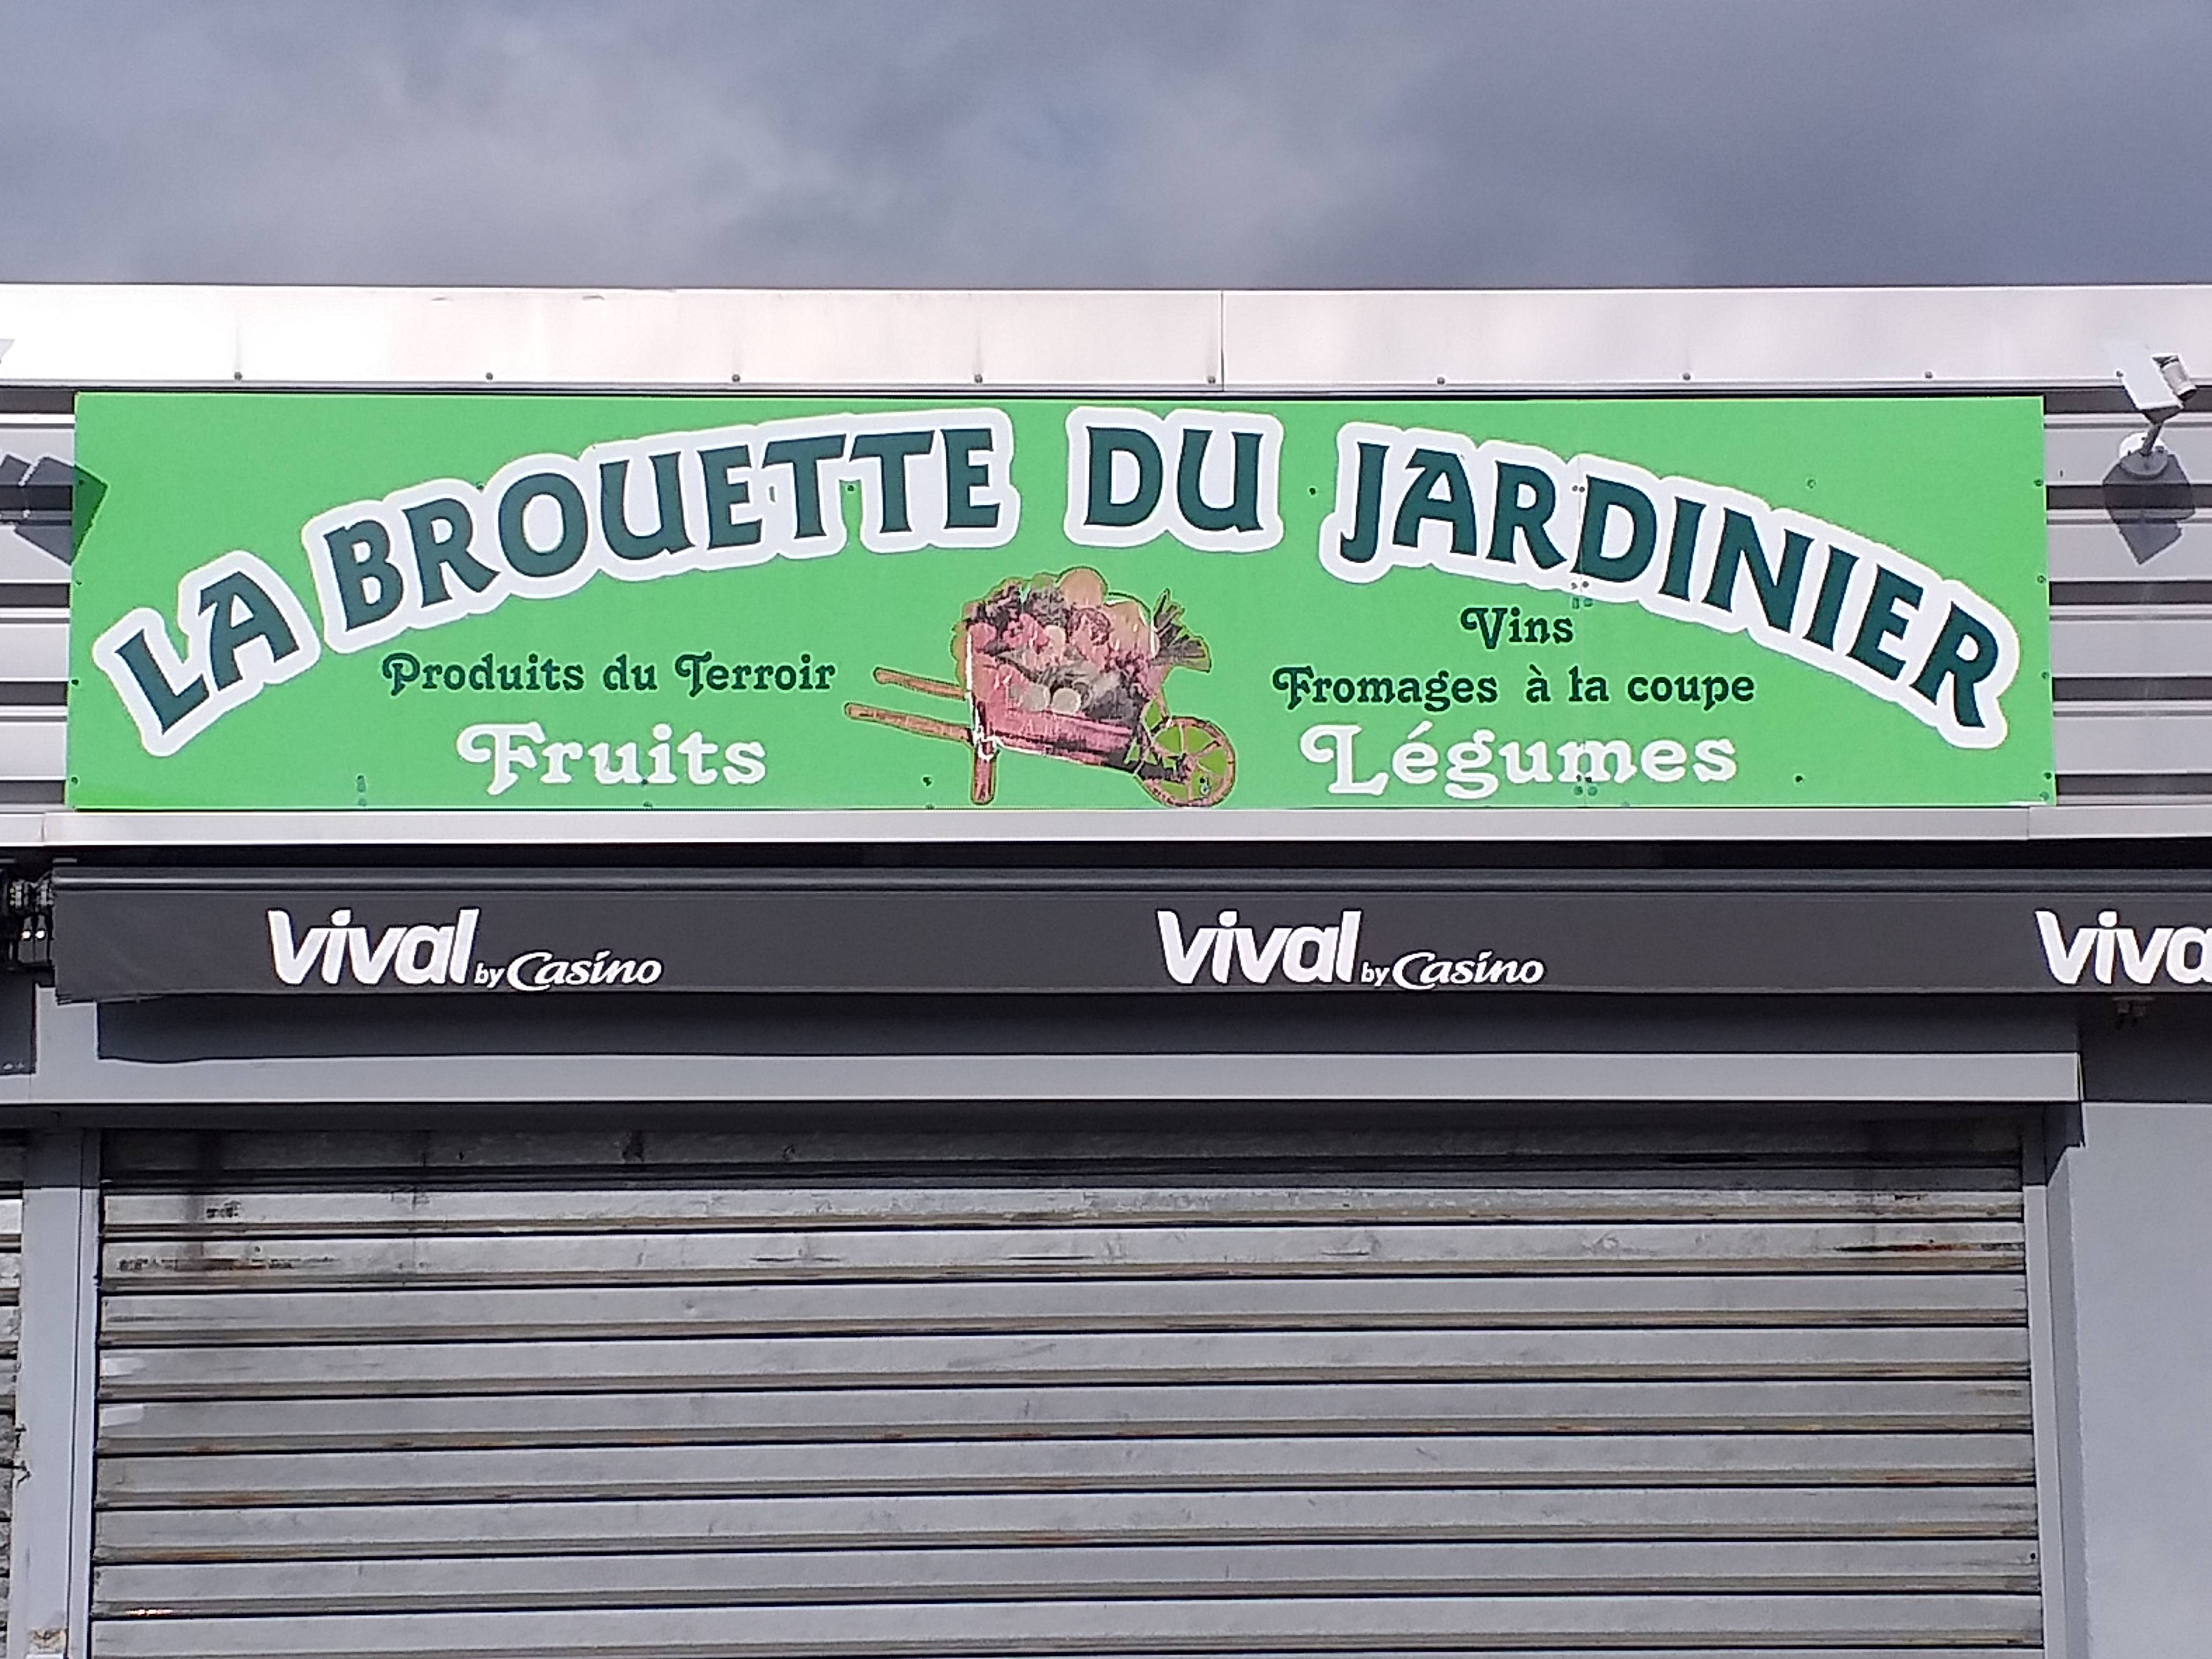 LA BROUETTE DU JARDINIER
Produits du Terroir
Fruits
Vins
Fromages à la coupe
Légumes
Vival by Casino
Vival by Casino
Viva